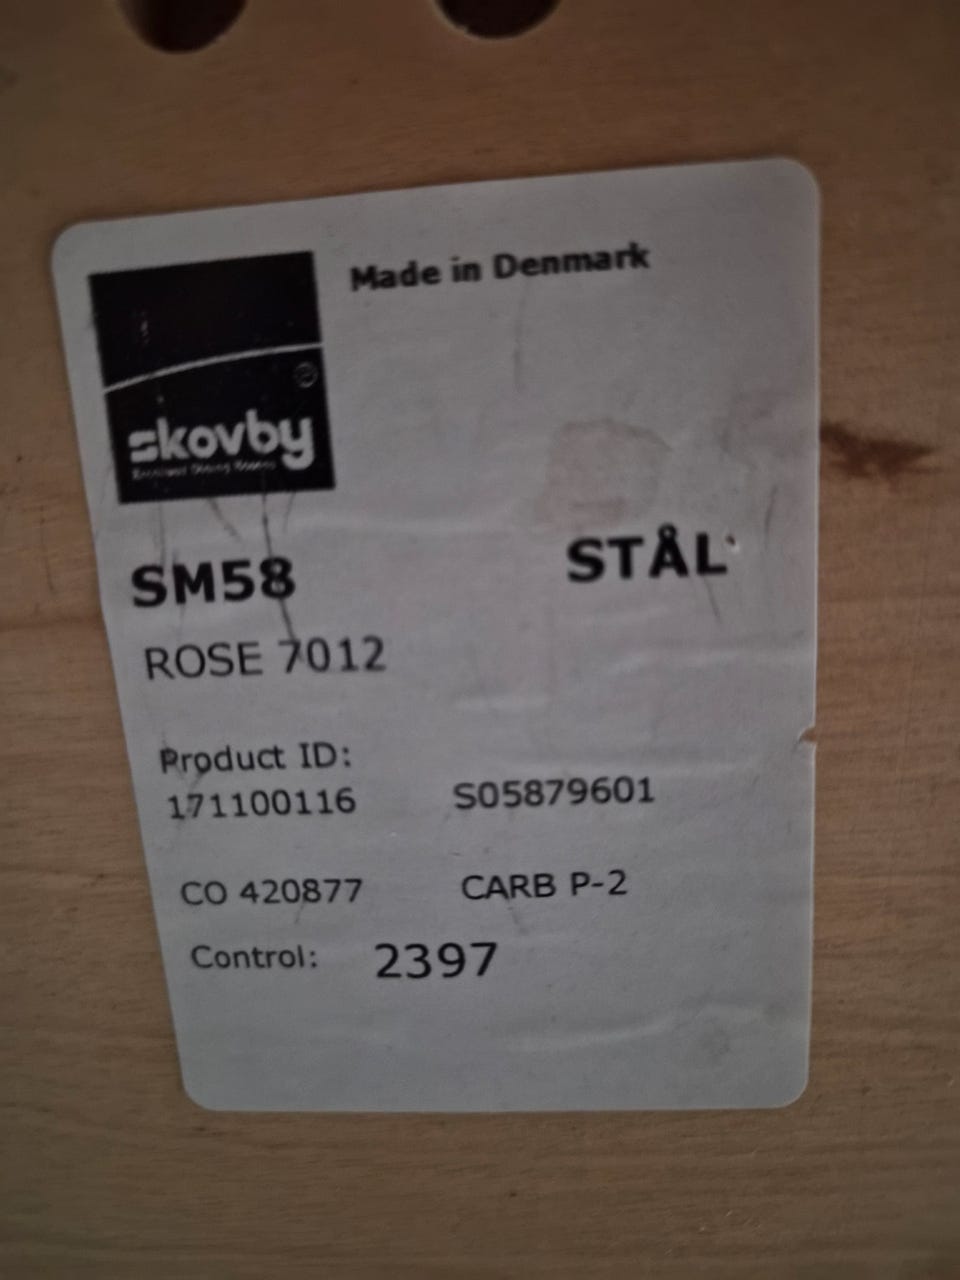 Made in Denmark
skovby
SM58 STÅL
ROSE 7012
Product ID:
171100116 S05879601
CO 420877 CARB P-2
Control: 2397